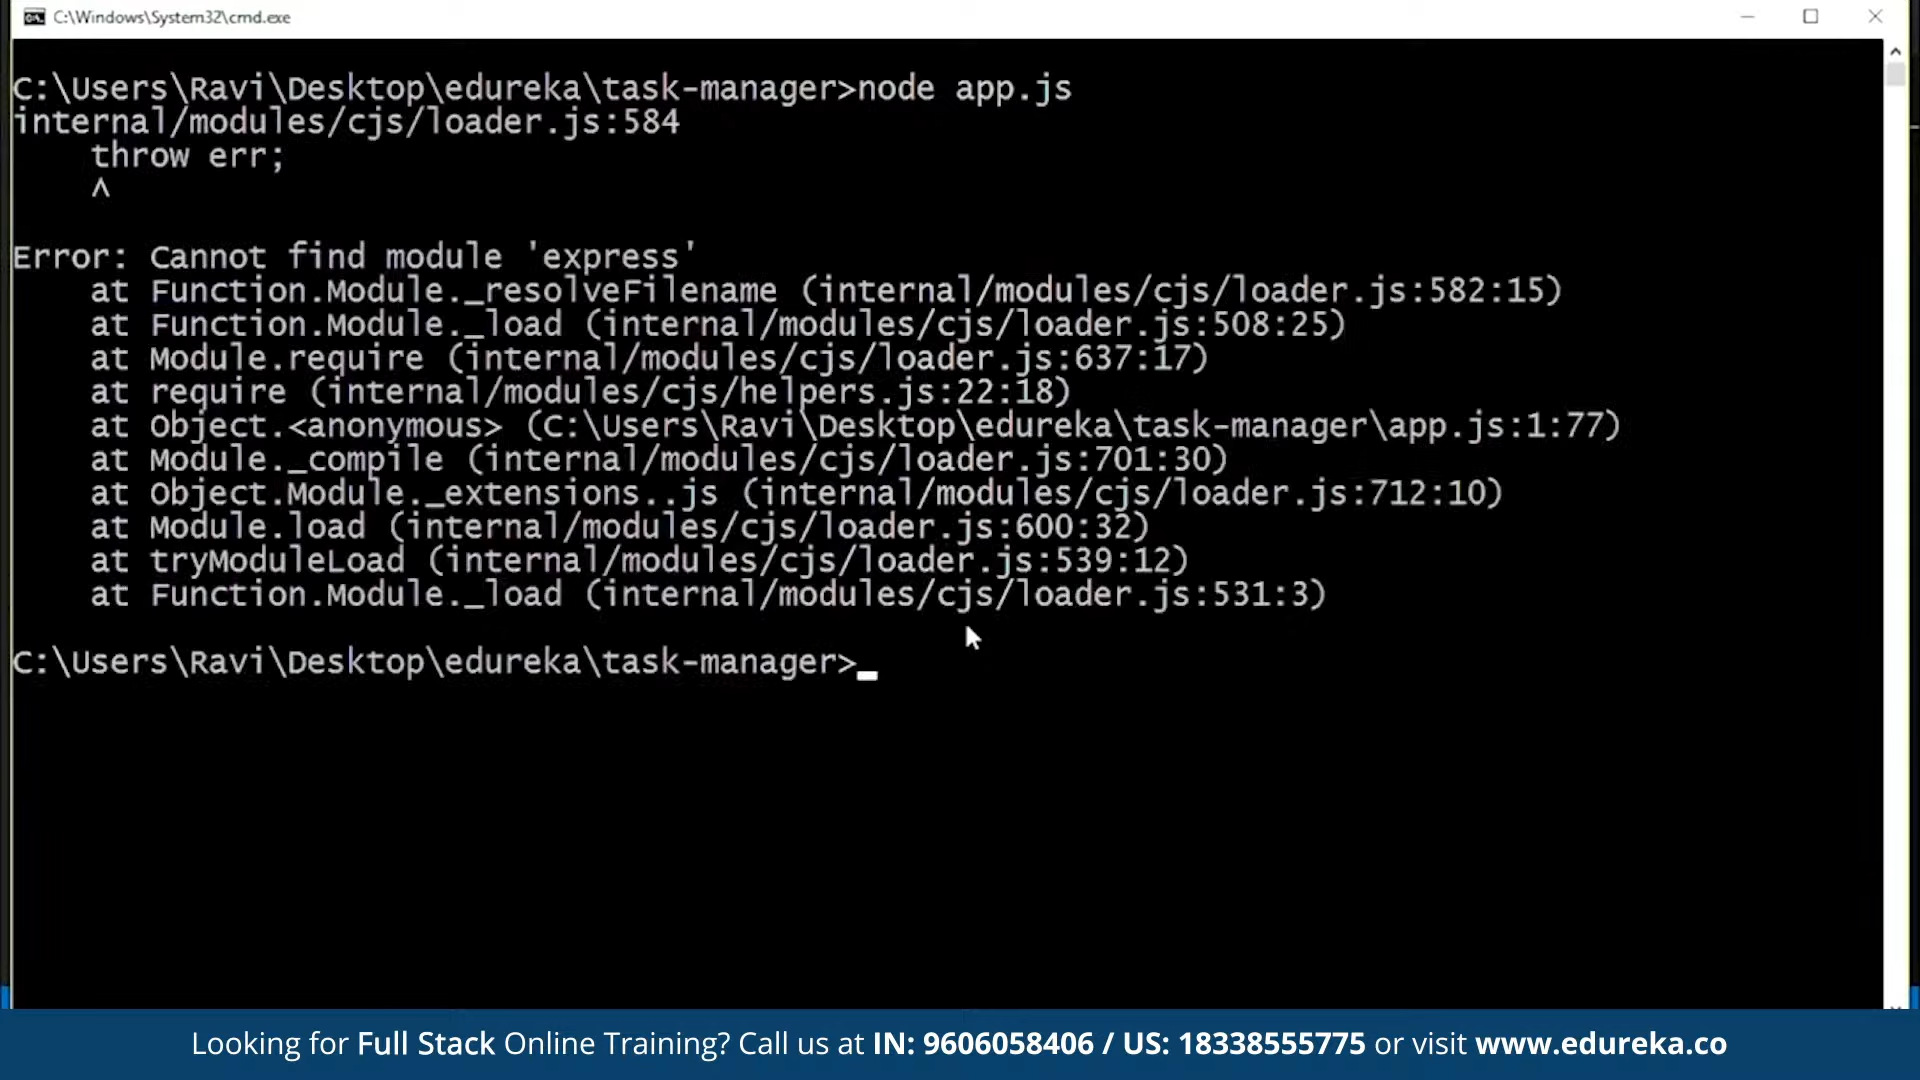 C:\Windows\System32\cmd.exe
C:\Users\Ravi\Desktop\edureka\task-manager>node app.js
internal/modules/cjs/loader.js:584
    throw err;
    ^
Error: Cannot find module 'express'
    at Function.Module._resolveFilename (internal/modules/cjs/loader.js:582:15)
    at Function.Module._load (internal/modules/cjs/loader.js:508:25)
    at Module.require (internal/modules/cjs/loader.js:637:17)
    at require (internal/modules/cjs/helpers.js:22:18)
    at Object.<anonymous> (C:\Users\Ravi\Desktop\edureka\task-manager\app.js:1:77)
    at Module._compile (internal/modules/cjs/loader.js:701:30)
    at Object.Module._extensions..js (internal/modules/cjs/loader.js:712:10)
    at Module.load (internal/modules/cjs/loader.js:600:32)
    at tryModuleLoad (internal/modules/cjs/loader.js:539:12)
    at Function.Module._load (internal/modules/cjs/loader.js:531:3)
C:\Users\Ravi\Desktop\edureka\task-manager>_
Looking for Full Stack Online Training? Call us at IN: 9606058406 / US: 18338555775 or visit www.edureka.co